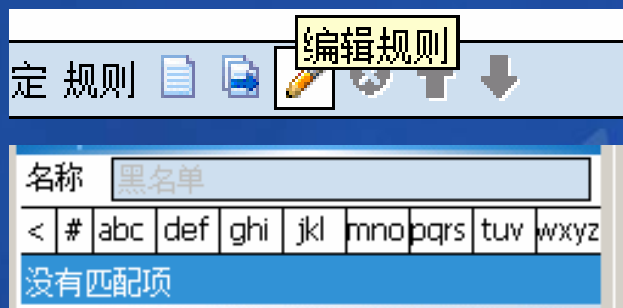 编辑规则
定 规则
名称 黑名单
< # abc def ghi jkl mno pqrs tuv wxyz
没有匹配项